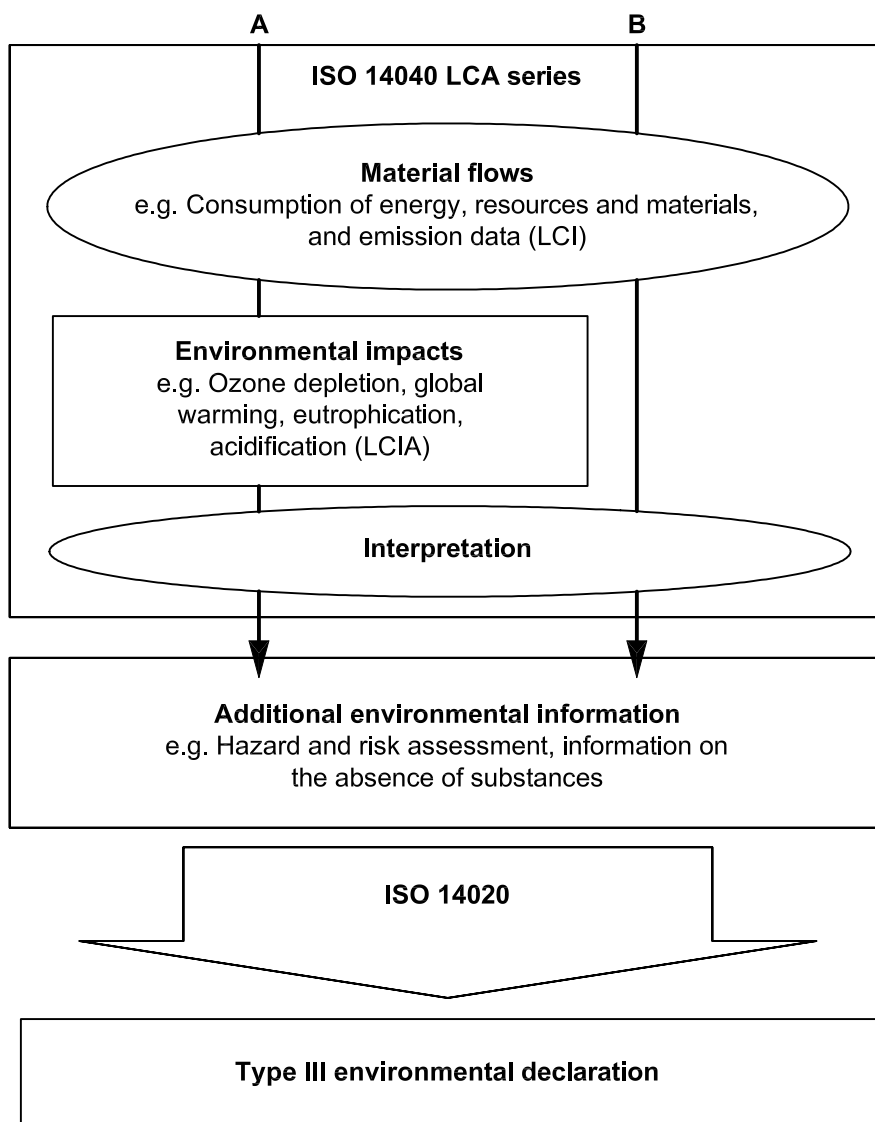 A B
ISO 14040 LCA series
Material flows
e.g. Consumption of energy, resources and materials,
and emission data (LCI)
Environmental impacts
e.g. Ozone depletion, global
warming, eutrophication,
acidification (LCIA)
Interpretation
Additional environmental information
e.g. Hazard and risk assessment, information on
the absence of substances
ISO 14020
Type III environmental declaration